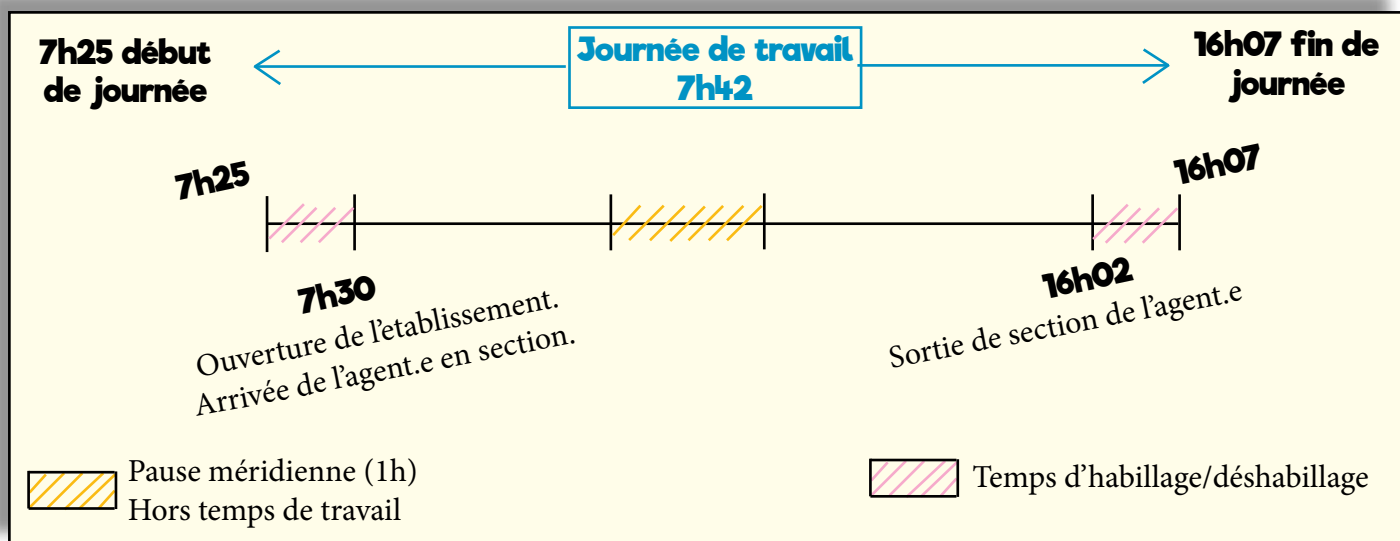 7h25 début
de journée
Journée de travail
7h42
16h07 fin de
journée
7h25
16h07
7h30
Ouverture de l'etablissement.
Arrivée de l'agent.e en section.
16h02
Sortie de section de l'agent.e
Pause méridienne (1h)
Hors temps de travail
Temps d'habillage/déshabillage